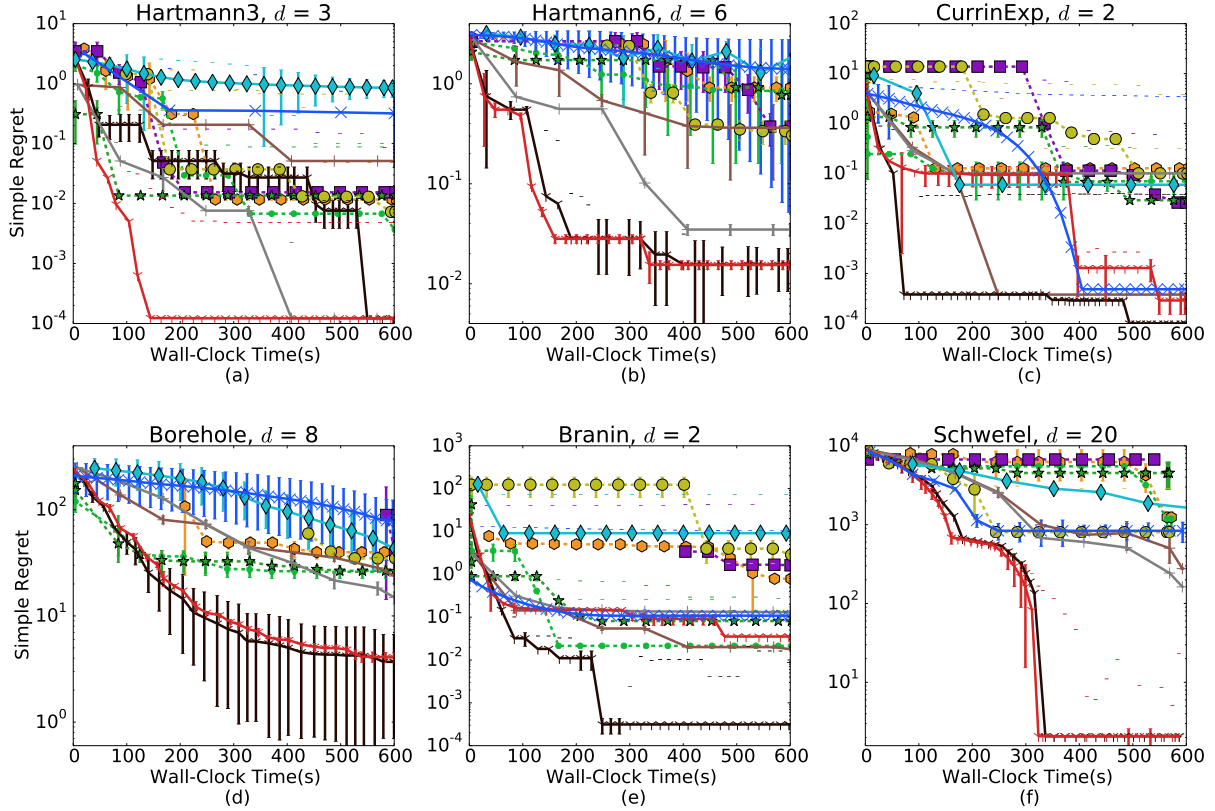 Hartmann3, d = 3
Hartmann6, d = 6
CurrinExp, d = 2
Simple Regret
10^1
10^0
10^-1
10^-2
10^-3
10^-4
0 100 200 300 400 500 600
Wall-Clock Time(s)
(a)
10^0
10^-1
10^-2
0 100 200 300 400 500 600
Wall-Clock Time(s)
(b)
10^2
10^1
10^0
10^-1
10^-2
10^-3
10^-4
0 100 200 300 400 500 600
Wall-Clock Time(s)
(c)
Borehole, d = 8
Branin, d = 2
Schwefel, d = 20
Simple Regret
10^2
10^1
10^0
0 100 200 300 400 500 600
Wall-Clock Time(s)
(d)
10^3
10^2
10^1
10^0
10^-1
10^-2
10^-3
10^-4
0 100 200 300 400 500 600
Wall-Clock Time(s)
(e)
10^4
10^3
10^2
10^1
0 100 200 300 400 500 600
Wall-Clock Time(s)
(f)